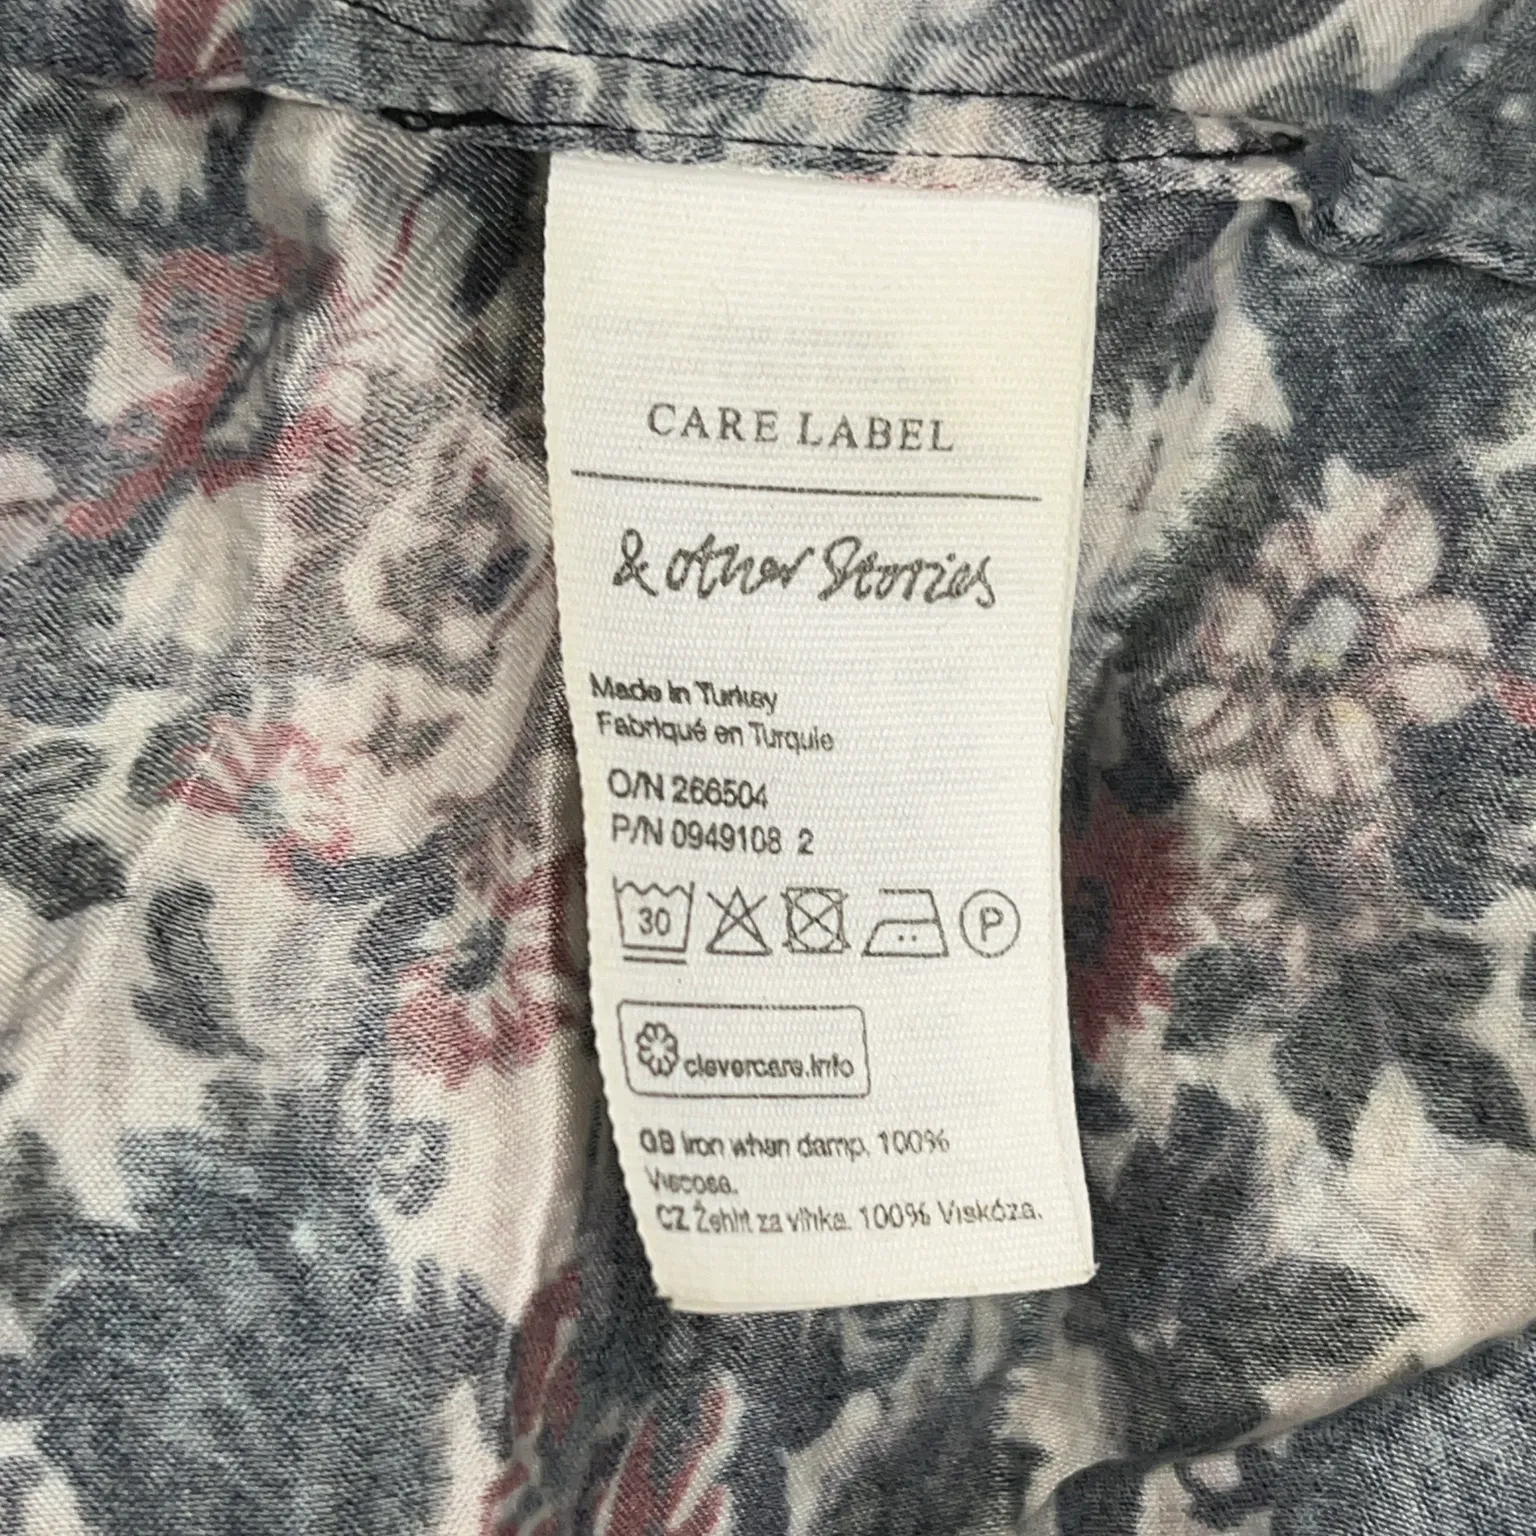 CARE LABEL
& other Stories
Made in Turkey
Fabriqué en Turquie
O/N 266504
P/N 0949108 2
30
P
clevercare.info
GB Iron when damp, 100%
Viscose.
CZ Žehlit za vlhka. 100% Viskóza.